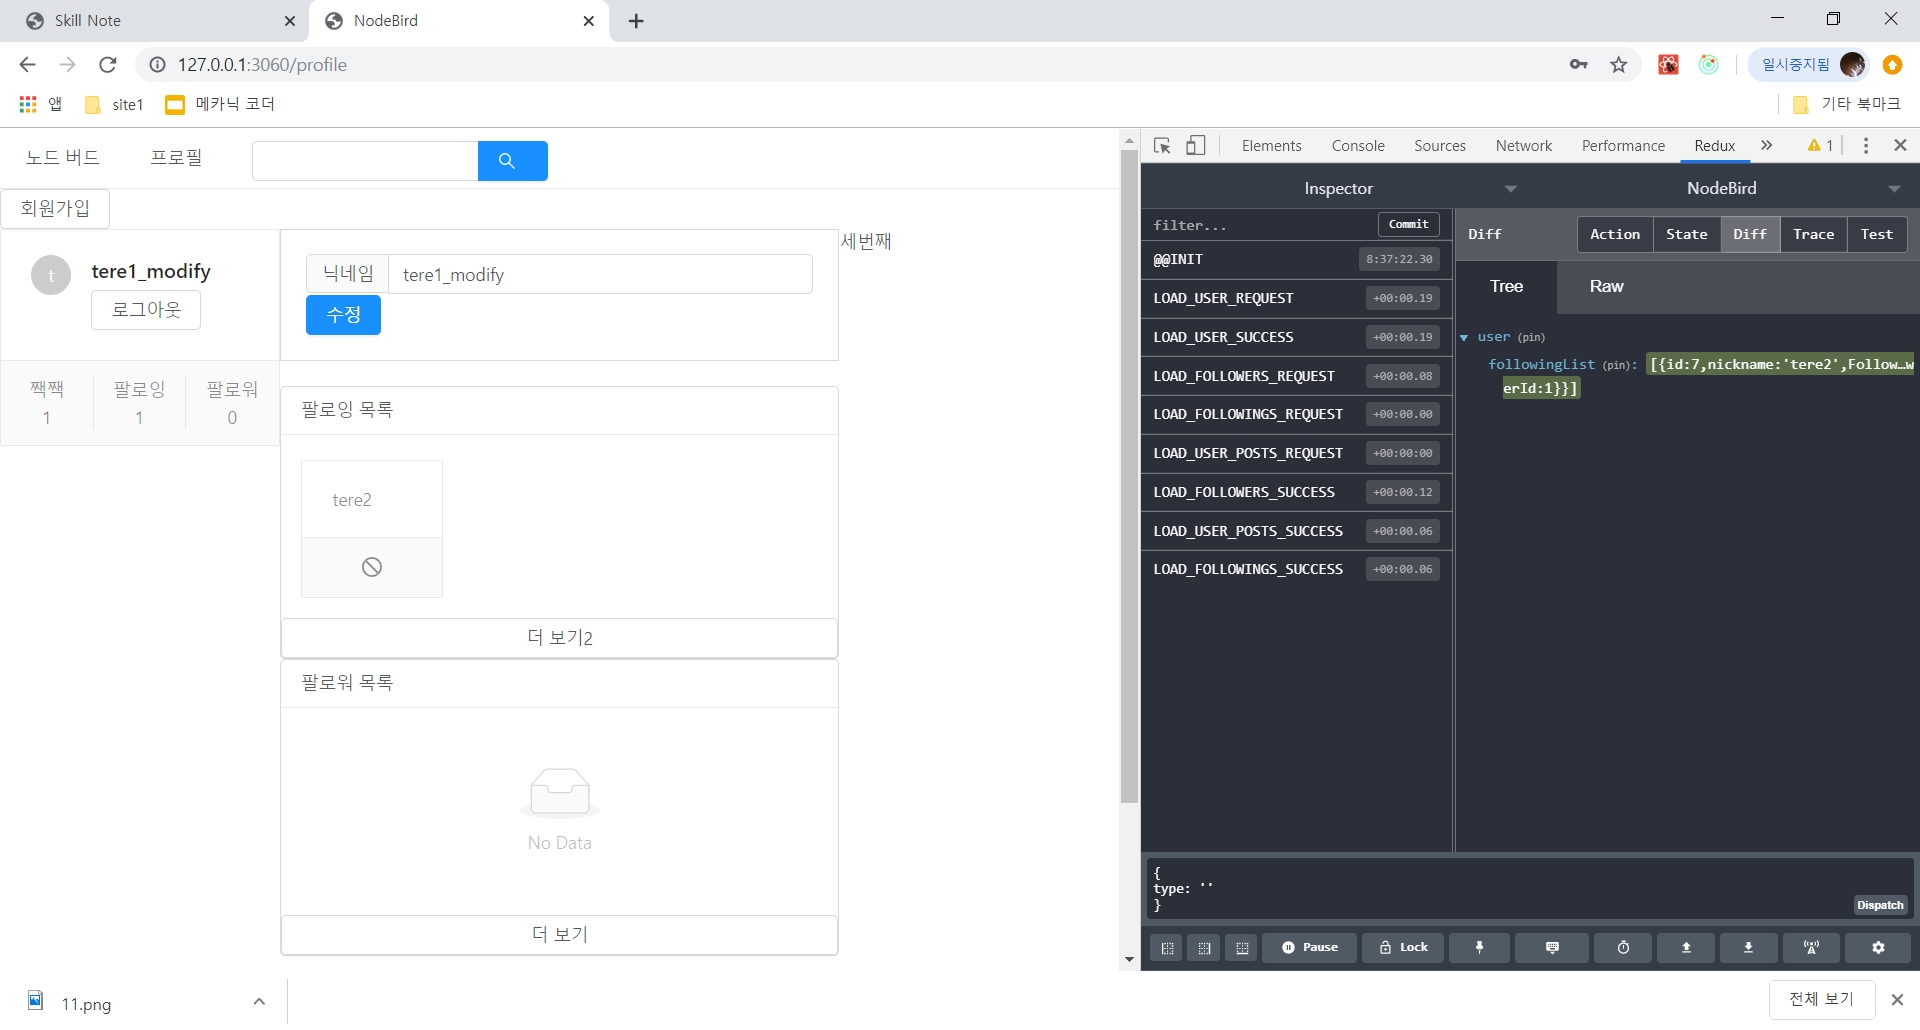 Skill Note
NodeBird
127.0.0.1:3060/profile
일시중지됨
앱
site1
메카닉 코더
기타 북마크
노드 버드
프로필
회원가입
t
tere1_modify
로그아웃
짹짹
1
팔로잉
1
팔로워
0
닉네임
tere1_modify
수정
세번째
팔로잉 목록
tere2
더 보기2
팔로워 목록
No Data
더 보기
Elements
Console
Sources
Network
Performance
Redux
1
Inspector
NodeBird
filter...
Commit
@@INIT 8:37:22.30
LOAD_USER_REQUEST +00:00.19
LOAD_USER_SUCCESS +00:00.19
LOAD_FOLLOWERS_REQUEST +00:00.08
LOAD_FOLLOWINGS_REQUEST +00:00.00
LOAD_USER_POSTS_REQUEST +00:00:00
LOAD_FOLLOWERS_SUCCESS +00:00.12
LOAD_USER_POSTS_SUCCESS +00:00.06
LOAD_FOLLOWINGS_SUCCESS +00:00.06
Diff
Action
State
Diff
Trace
Test
Tree
Raw
user (pin)
followingList (pin): [{id:7,nickname:'tere2',Follow…w
erId:1}}]
{
type: ''
}
Dispatch
Pause
Lock
11.png
전체 보기